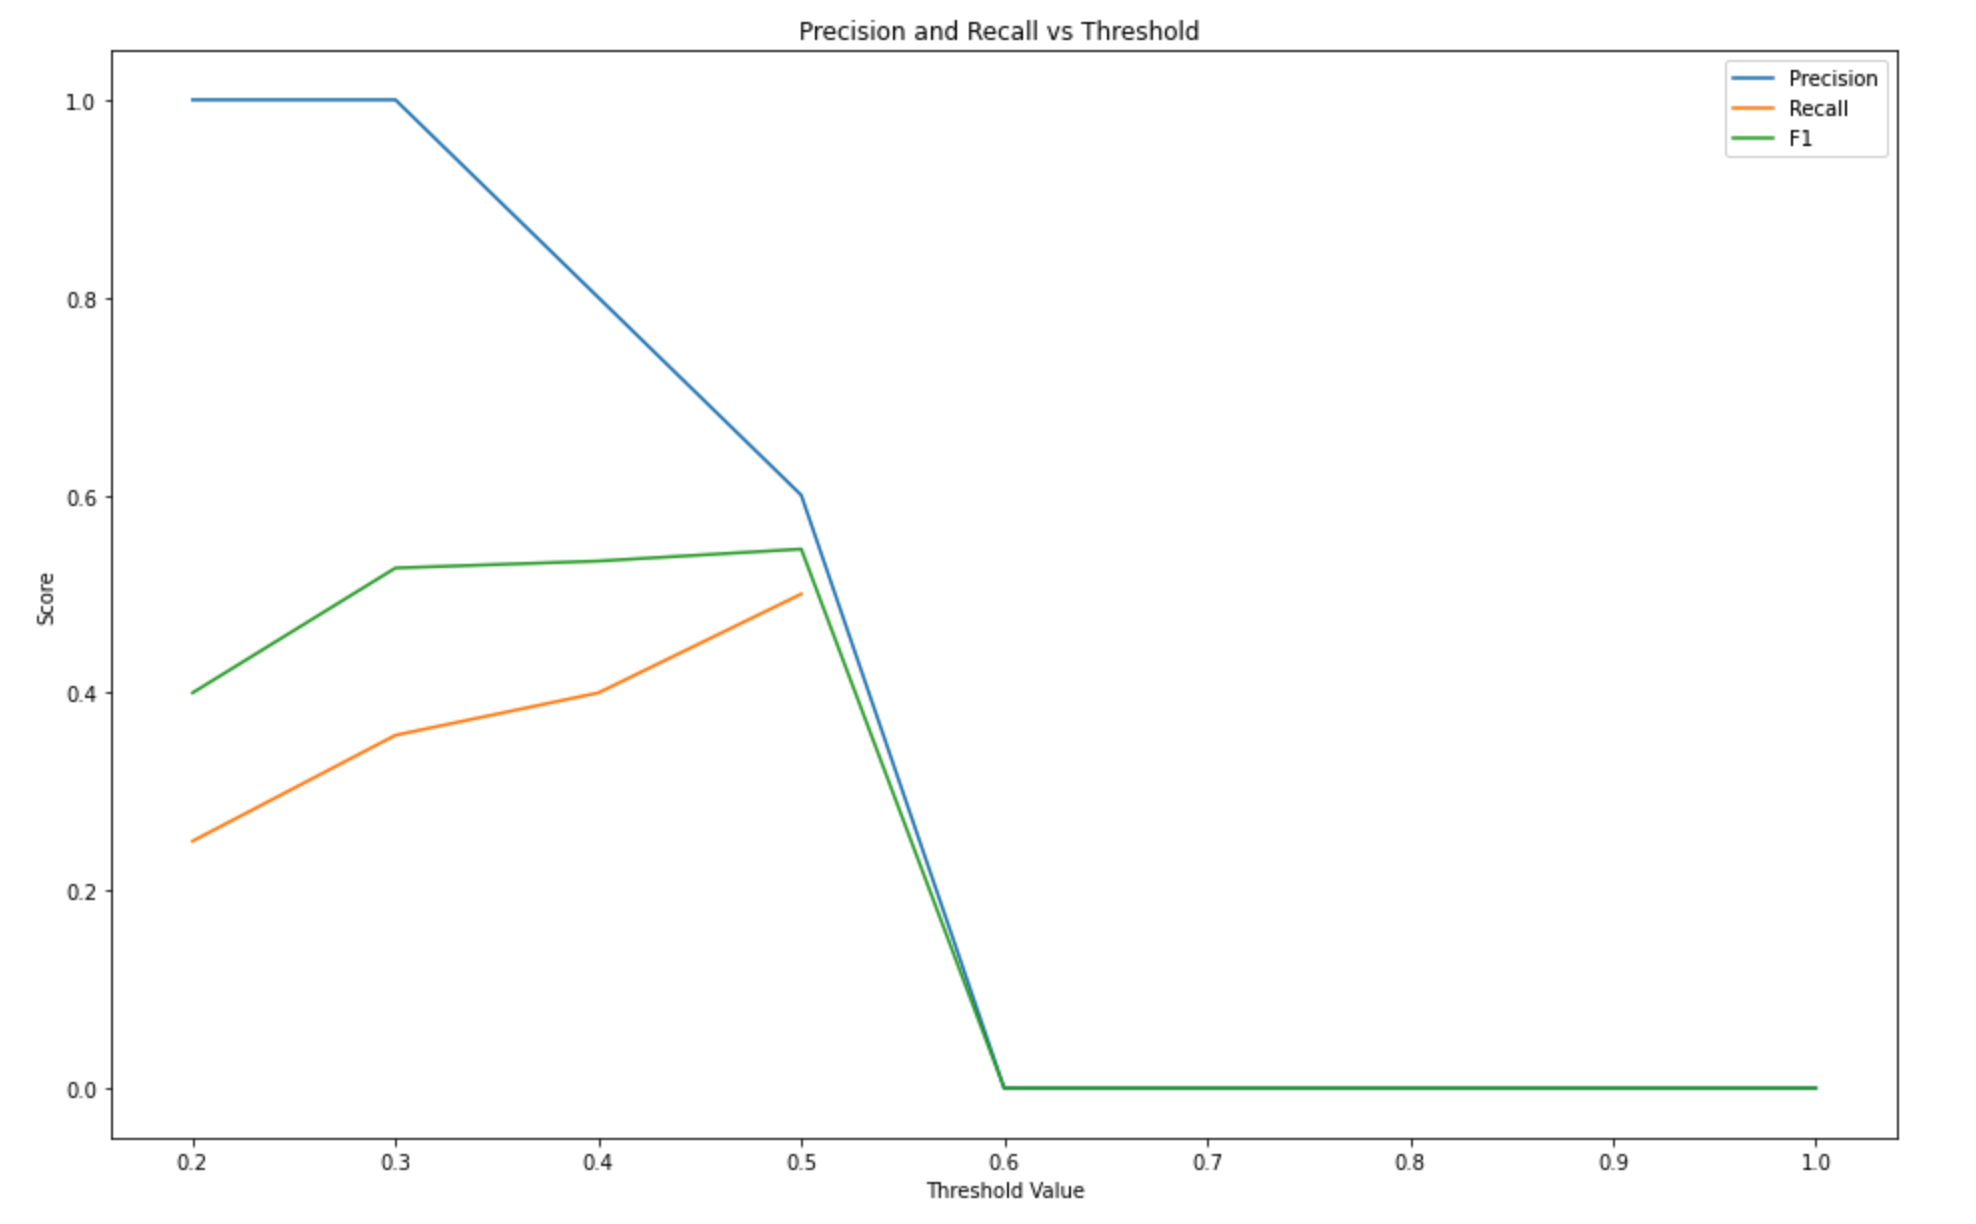 Precision and Recall vs Threshold
Precision
Recall
F1
1.0
0.8
0.6
0.4
0.2
0.0
Score
0.2 0.3 0.4 0.5 0.6 0.7 0.8 0.9 1.0
Threshold Value